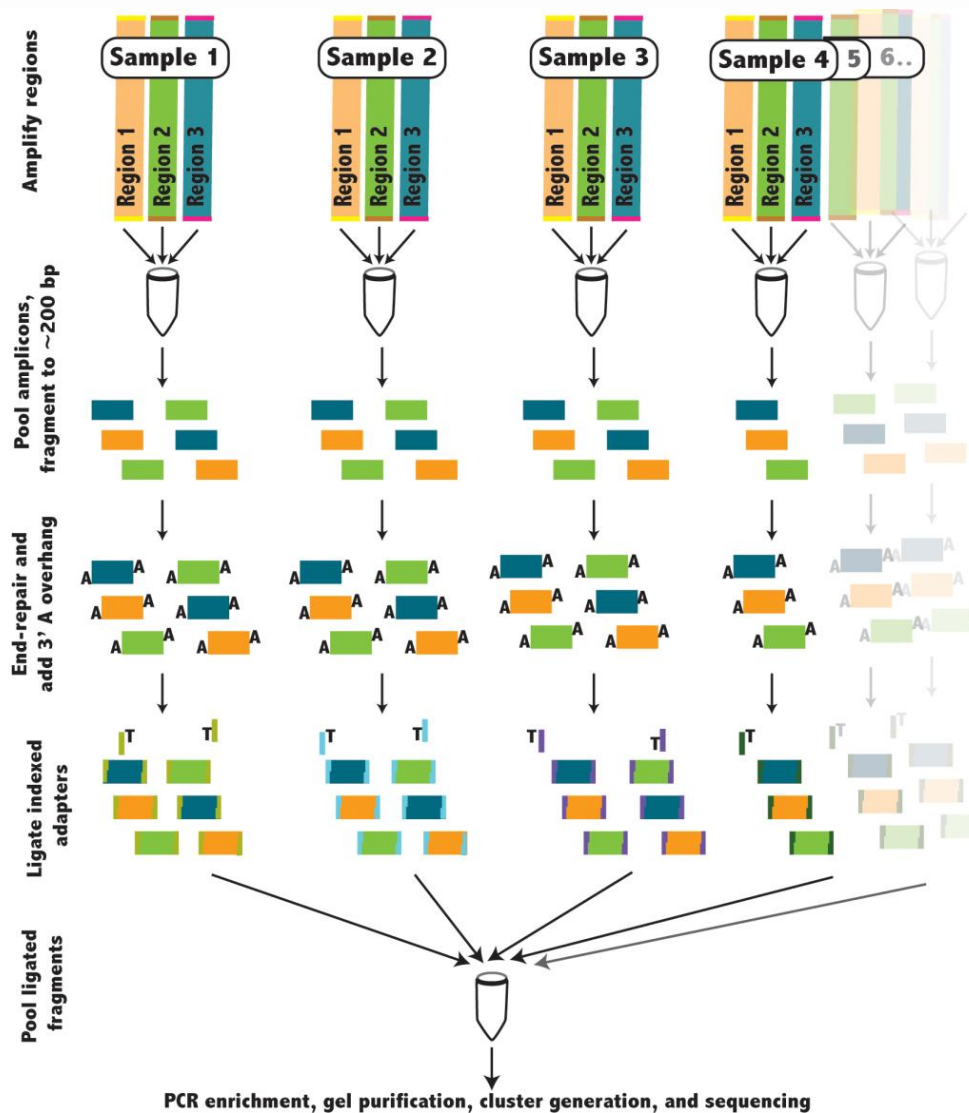 Amplify regions
Sample 1
Sample 2
Sample 3
Sample 4
5
6..
Region 1
Region 2
Region 3
Region 1
Region 2
Region 3
Region 1
Region 2
Region 3
Region 1
Region 2
Region 3
Pool amplicons,
fragment to ~200 bp
End-repair and
add 3' A overhang
A A A A
A A A A
A A A A
A A A A
A A A A
A A A A
A A A A
A A A A
A A A A
A A
A A
A A
A A A A
A A A A
A A A A
Ligate indexed
adapters
T T
T T
T T
T
T T
Pool ligated
fragments
PCR enrichment, gel purification, cluster generation, and sequencing